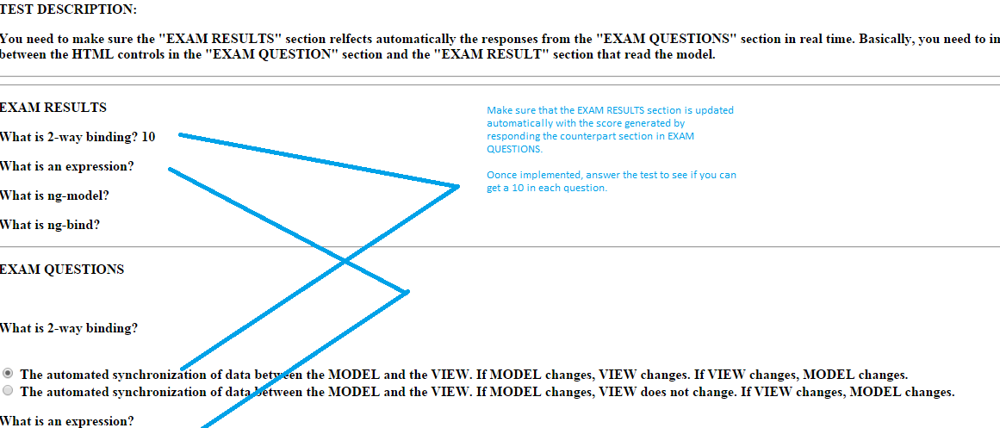 TEST DESCRIPTION:
You need to make sure the "EXAM RESULTS" section relfects automatically the responses from the "EXAM QUESTIONS" section in real time. Basically, you need to in
between the HTML controls in the "EXAM QUESTION" section and the "EXAM RESULT" section that read the model.
EXAM RESULTS
What is 2-way binding? 10
What is an expression?
What is ng-model?
What is ng-bind?
Make sure that the EXAM RESULTS section is updated
automatically with the score generated by
responding the counterpart section in EXAM
QUESTIONS.
Oonce implemented, answer the test to see if you can
get a 10 in each question.
EXAM QUESTIONS
What is 2-way binding?
The automated synchronization of data between the MODEL and the VIEW. If MODEL changes, VIEW changes. If VIEW changes, MODEL changes.
The automated synchronization of data between the MODEL and the VIEW. If MODEL changes, VIEW does not change. If VIEW changes, MODEL changes.
What is an expression?